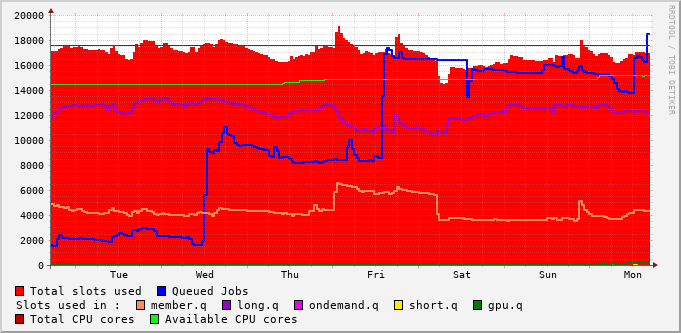 20000
18000
16000
14000
12000
10000
8000
6000
4000
2000
0
Tue Wed Thu Fri Sat Sun Mon
RRDTOOL / TOBI OETIKER
Total slots used Queued Jobs
Slots used in : member.q long.q ondemand.q short.q gpu.q
Total CPU cores Available CPU cores